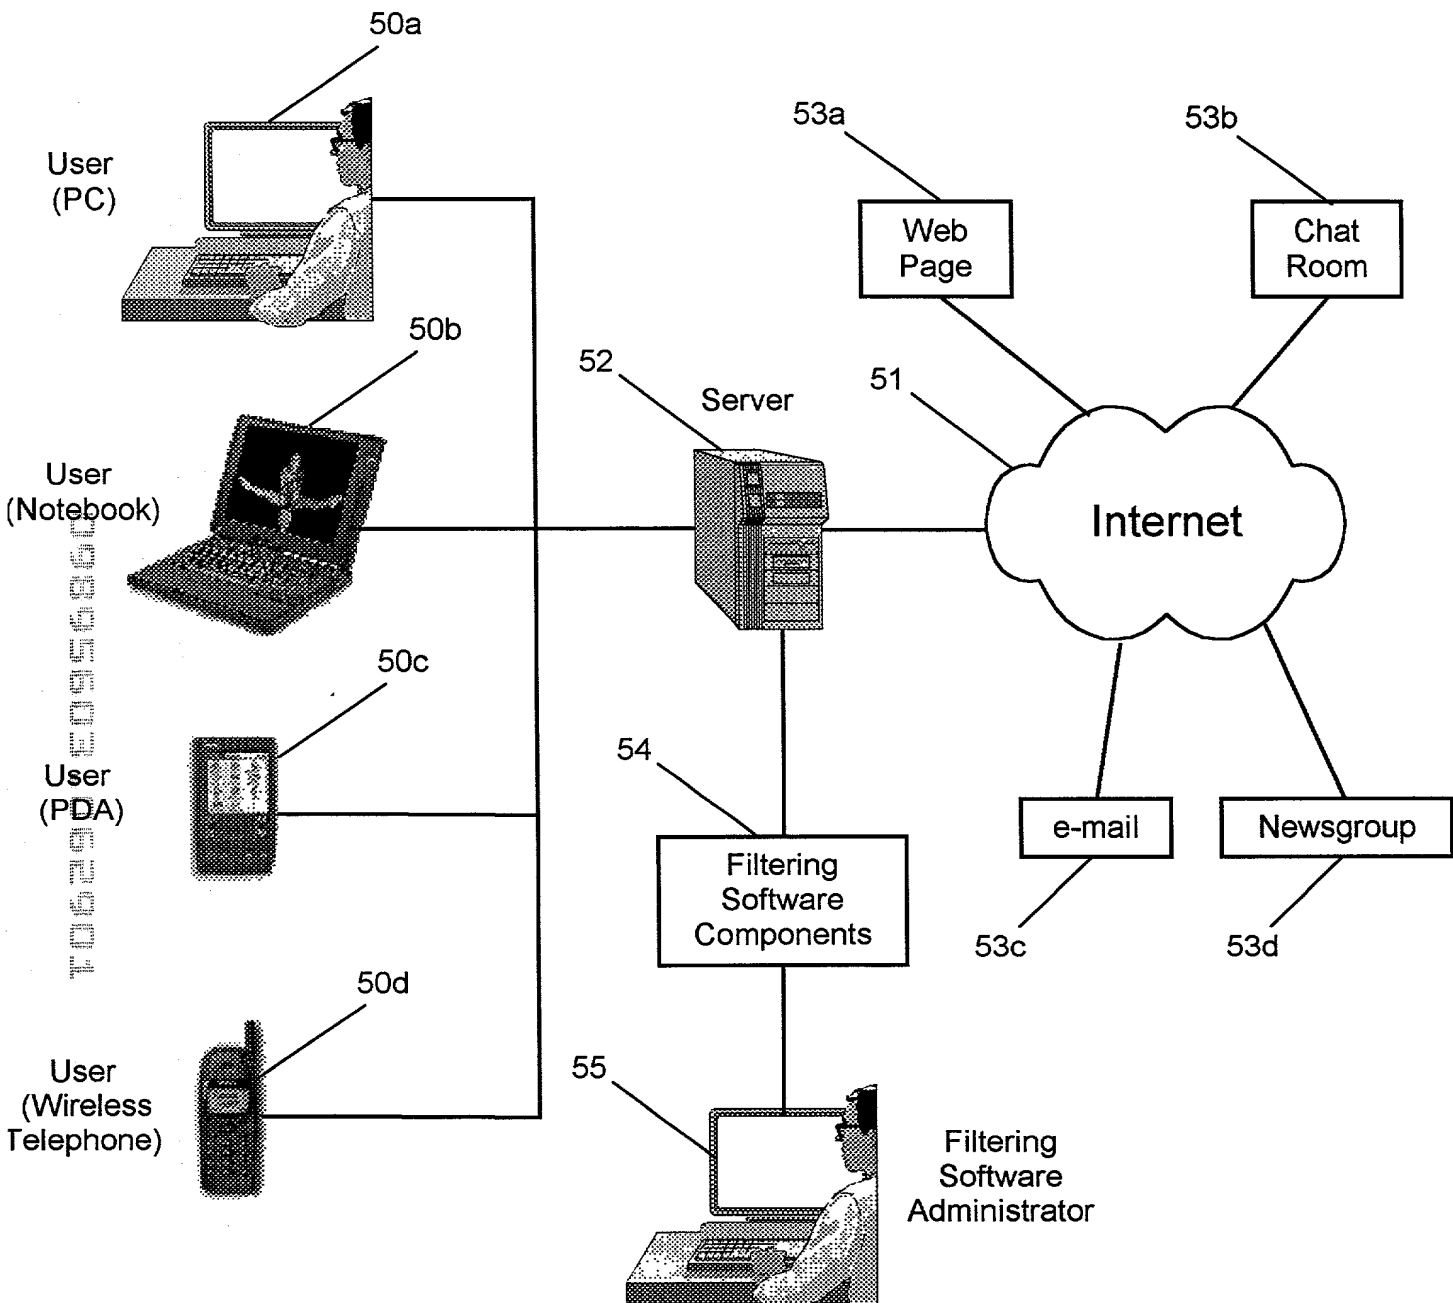 50a
User
(PC)
53a
53b
Web
Page
Chat
Room
50b
52
Server
51
User
(Notebook)
Internet
50c
User
(PDA)
54
Filtering
Software
Components
e-mail
Newsgroup
53c
53d
50d
User
(Wireless
Telephone)
55
Filtering
Software
Administrator